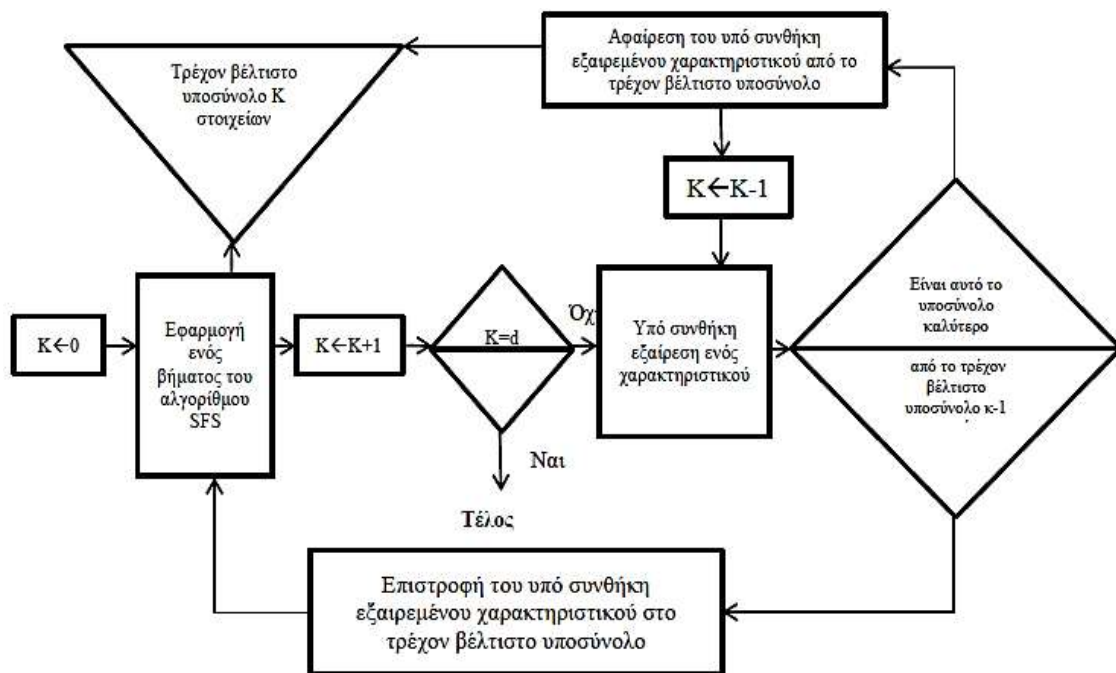 Αφαίρεση του υπό συνθήκη
εξαιρεμένου χαρακτηριστικού από το
τρέχον βέλτιστο υποσύνολο
Τρέχον βέλτιστο
υποσύνολο Κ
στοιχείων
Κ←Κ-1
Κ←0
Εφαρμογή
ενός
βήματος του
αλγορίθμου
SFS
Κ←Κ+1
K=d
Όχι
Υπό συνθήκη
εξαίρεση ενός
χαρακτηριστικού
Είναι αυτό το
υποσύνολο
καλύτερο
από το τρέχον
βέλτιστο
υποσύνολο κ-1
Ναι
Τέλος
Επιστροφή του υπό συνθήκη
εξαιρεμένου χαρακτηριστικού στο
τρέχον βέλτιστο υποσύνολο